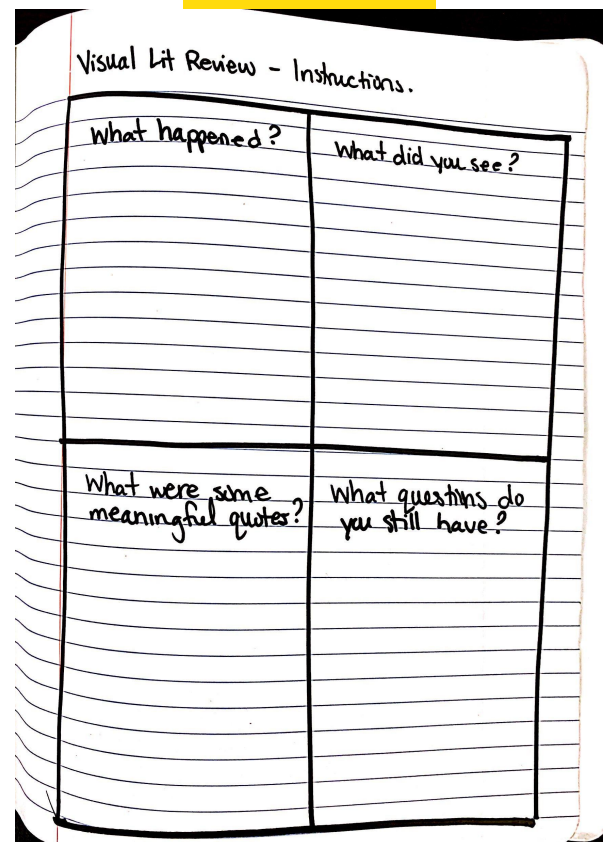 Visual Lit Review - Instructions.
What happened?
What did you see?
What were some
meaningful quotes?
What questions do
you still have?